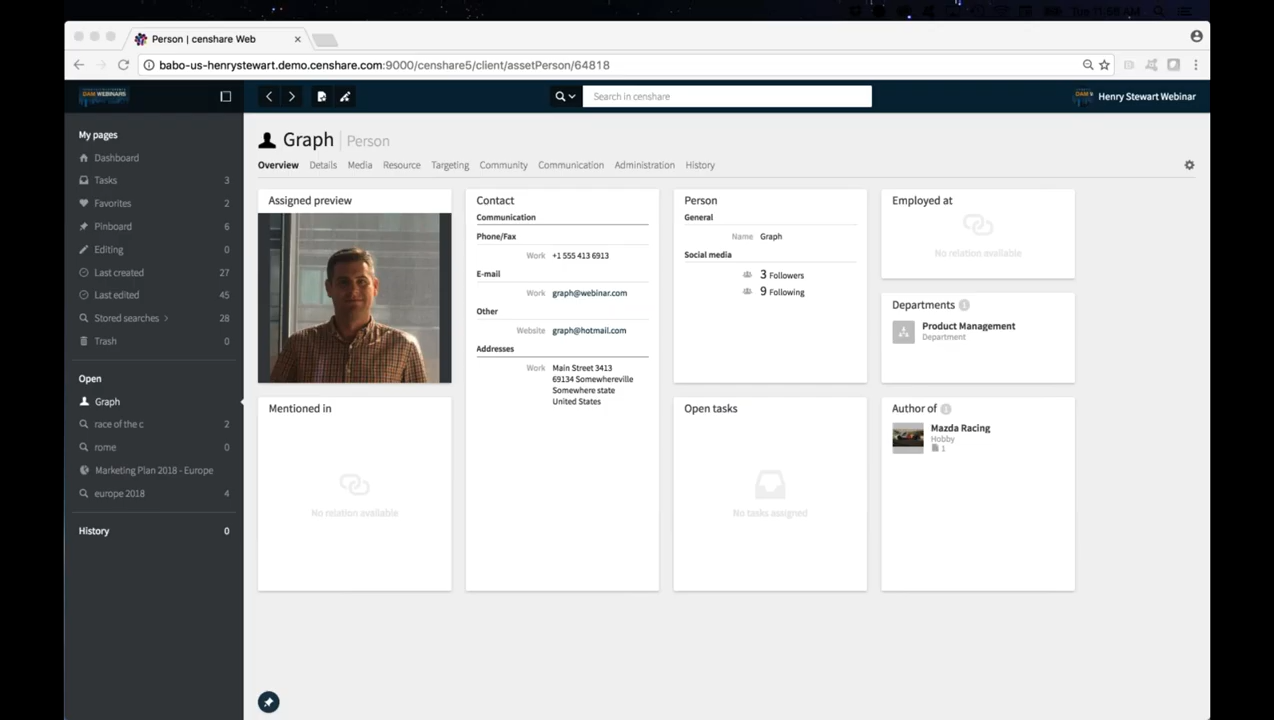 Tue 11:56 AM
Person | censhare Web
babo-us-henrystewart.demo.censhare.com:9000/censhare5/client/assetPerson/64818
DAM WEBINARS
Search in censhare
Henry Stewart Webinar
My pages
Dashboard
Tasks 3
Favorites 2
Pinboard 6
Editing 0
Last created 27
Last edited 45
Stored searches 28
Trash 0
Open
Graph
race of the c 2
rome 0
Marketing Plan 2018 - Europe
europe 2018 4
History 0
Graph | Person
Overview Details Media Resource Targeting Community Communication Administration History
Assigned preview
Mentioned in
No relation available
Contact
Communication
Phone/Fax
Work +1 555 413 6913
E-mail
Work graph@webinar.com
Other
Website graph@hotmail.com
Addresses
Work Main Street 3413
69134 Somewhereville
Somewhere state
United States
Person
General
Name Graph
Social media
3 Followers
9 Following
Open tasks
No tasks assigned
Employed at
No relation available
Departments
Product Management
Department
Author of
Mazda Racing
Hobby
1